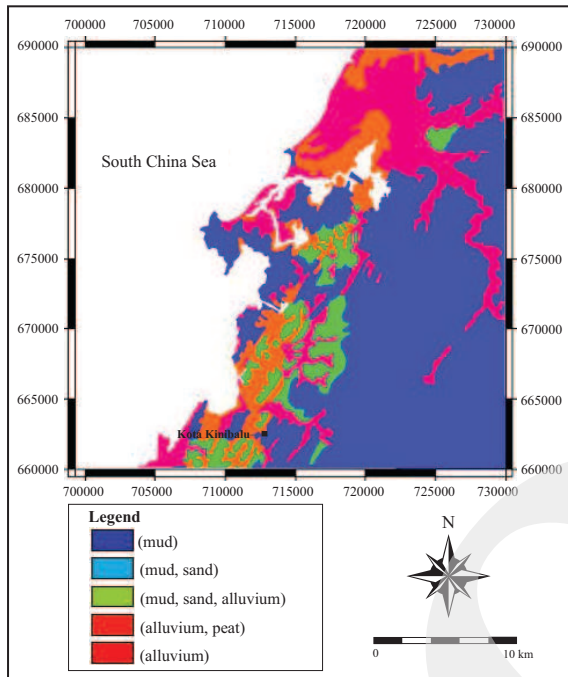 700000 705000 710000 715000 720000 725000 730000
690000 690000
685000 685000
South China Sea
680000 680000
675000 675000
670000 670000
665000 665000
Kota Kinibalu
660000 660000
700000 705000 710000 715000 720000 725000 730000
Legend
(mud)
(mud, sand)
(mud, sand, alluvium)
(alluvium, peat)
(alluvium)
N
0 10 km